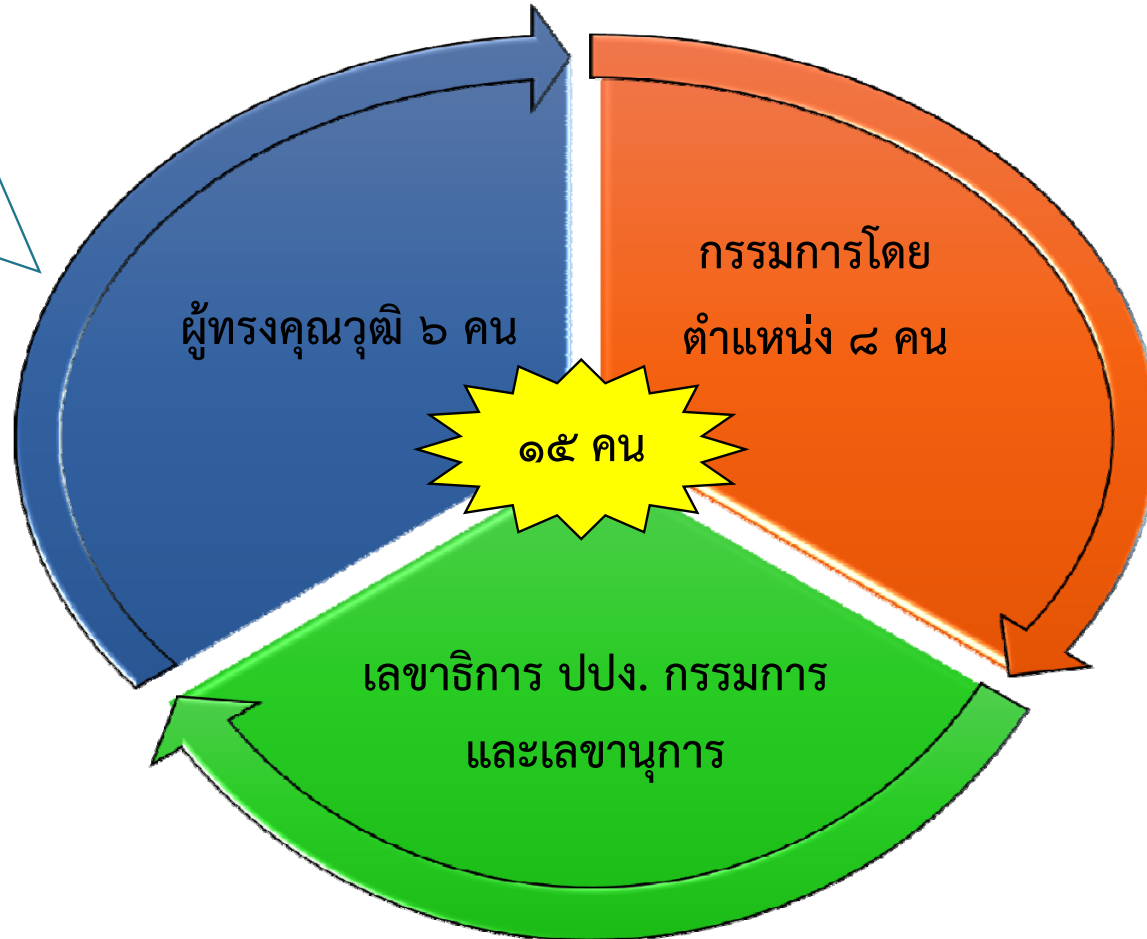 กรรมการโดย
ตำแหน่ง ๘ คน
ผู้ทรงคุณวุฒิ ๖ คน
๑๕ คน
เลขาธิการ ปปง. กรรมการ
และเลขานุการ